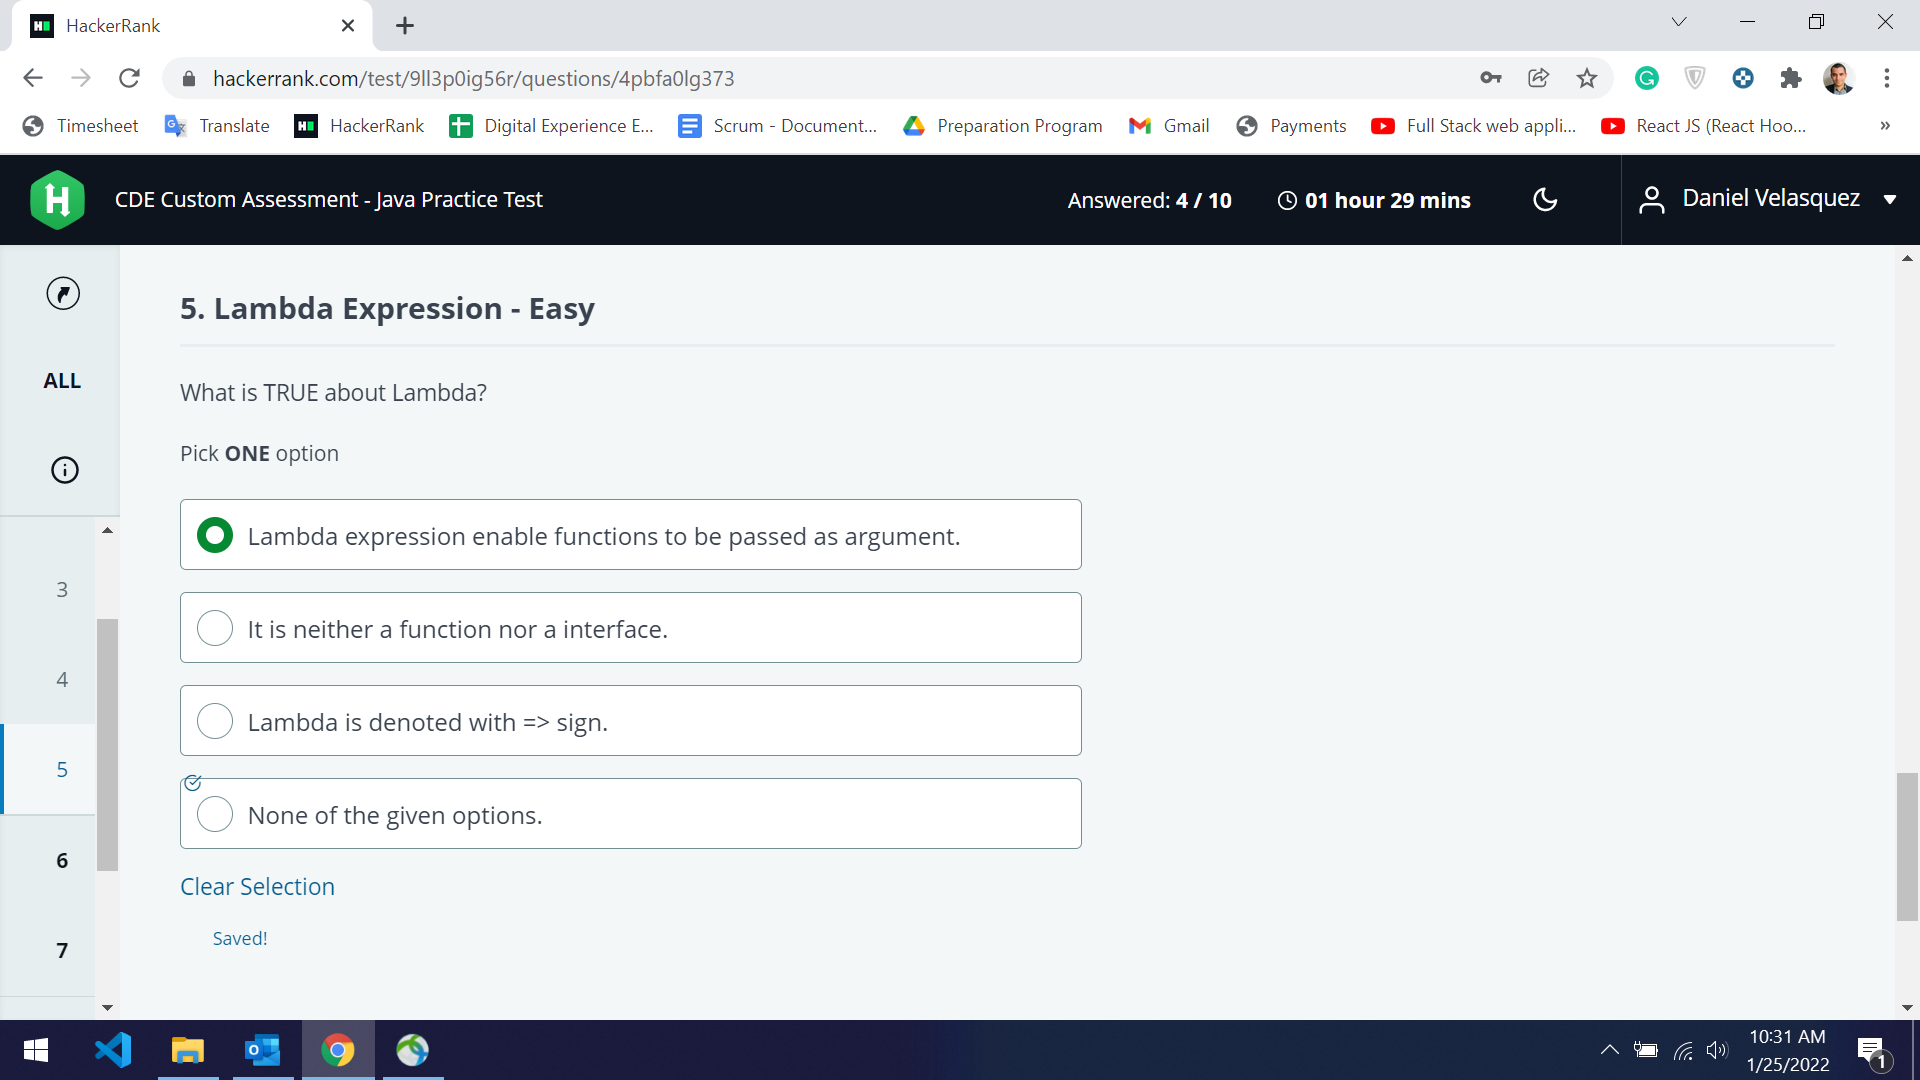 HackerRank
hackerrank.com/test/9ll3p0ig56r/questions/4pbfa0lg373
Timesheet Translate HackerRank Digital Experience E... Scrum - Document... Preparation Program Gmail Payments Full Stack web appli... React JS (React Hoo... »
CDE Custom Assessment - Java Practice Test Answered: 4 / 10 01 hour 29 mins Daniel Velasquez
5. Lambda Expression - Easy
ALL
What is TRUE about Lambda?
Pick ONE option
Lambda expression enable functions to be passed as argument.
3
It is neither a function nor a interface.
4
Lambda is denoted with => sign.
5
None of the given options.
6
Clear Selection
Saved!
7
10:31 AM
1/25/2022
1